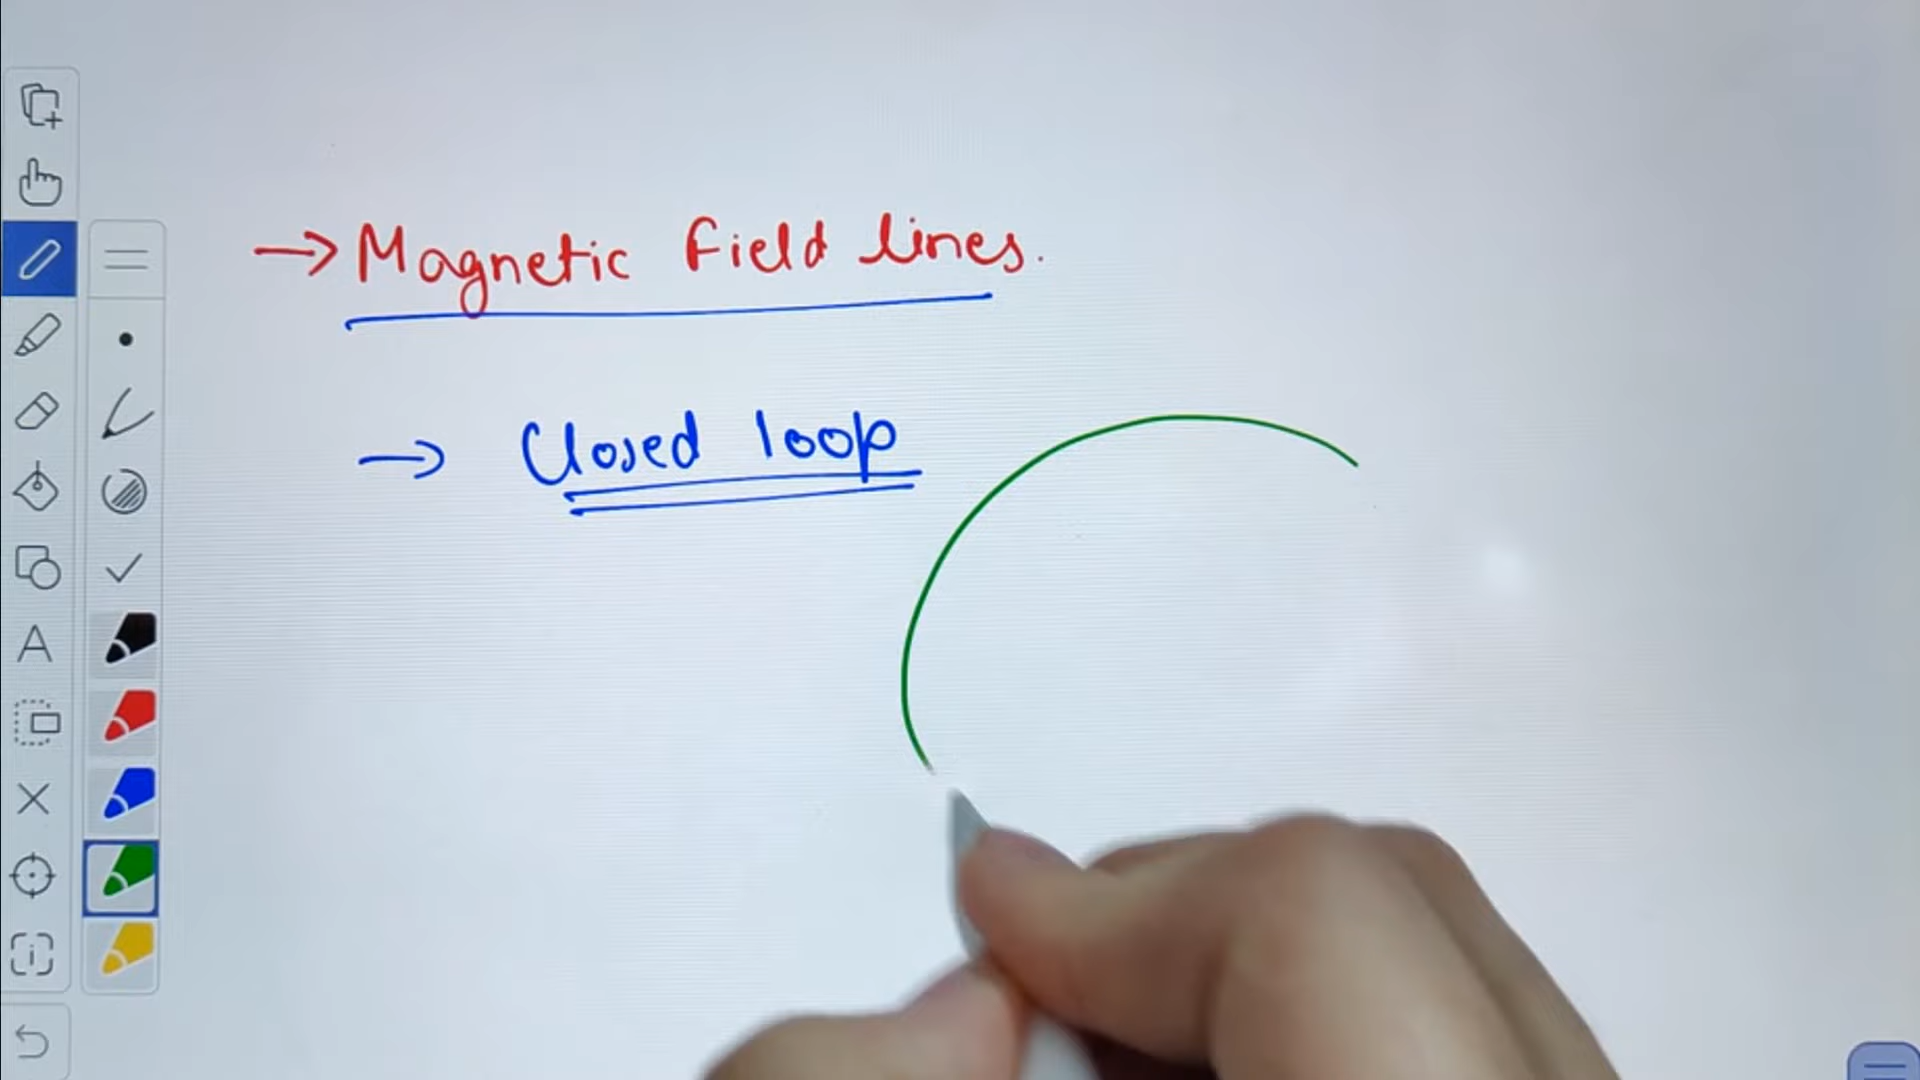 → Magnetic field lines.
→ Closed loop
A